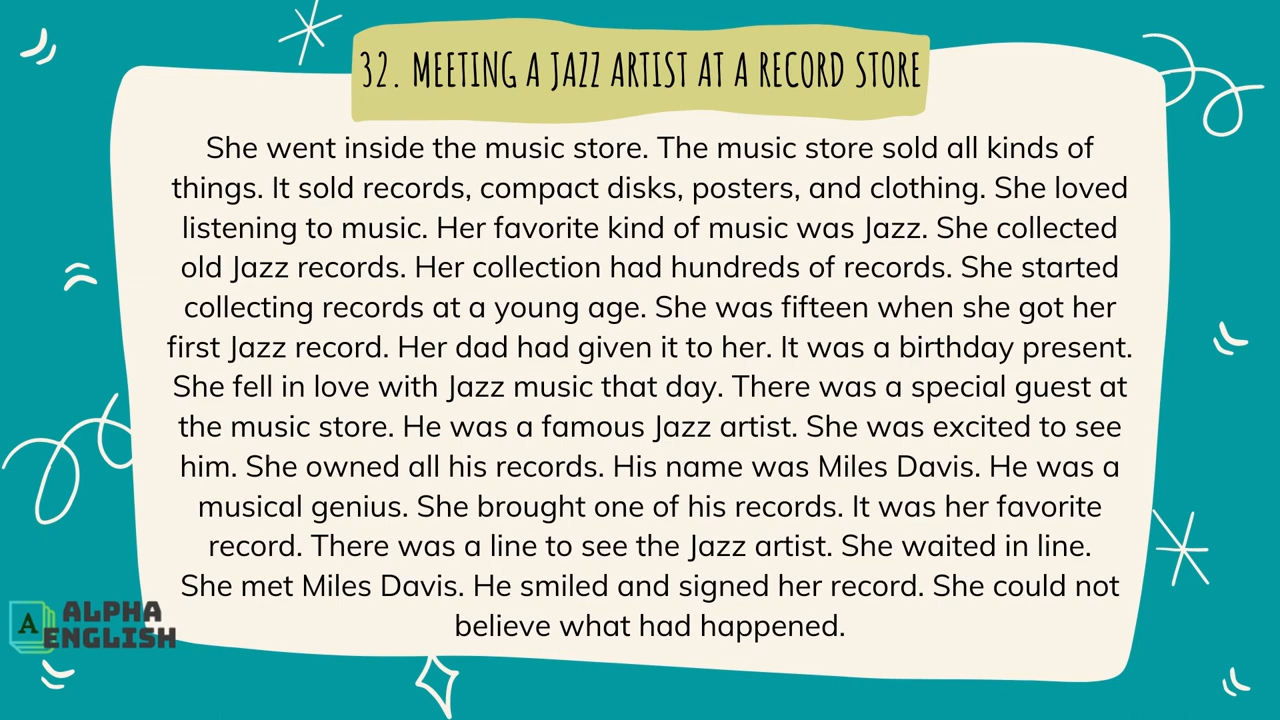 32. MEETING A JAZZ ARTIST AT A RECORD STORE
She went inside the music store. The music store sold all kinds of
things. It sold records, compact disks, posters, and clothing. She loved
listening to music. Her favorite kind of music was Jazz. She collected
old Jazz records. Her collection had hundreds of records. She started
collecting records at a young age. She was fifteen when she got her
first Jazz record. Her dad had given it to her. It was a birthday present.
She fell in love with Jazz music that day. There was a special guest at
the music store. He was a famous Jazz artist. She was excited to see
him. She owned all his records. His name was Miles Davis. He was a
musical genius. She brought one of his records. It was her favorite
record. There was a line to see the Jazz artist. She waited in line.
She met Miles Davis. He smiled and signed her record. She could not
believe what had happened.
A ALPHA
ENGLISH